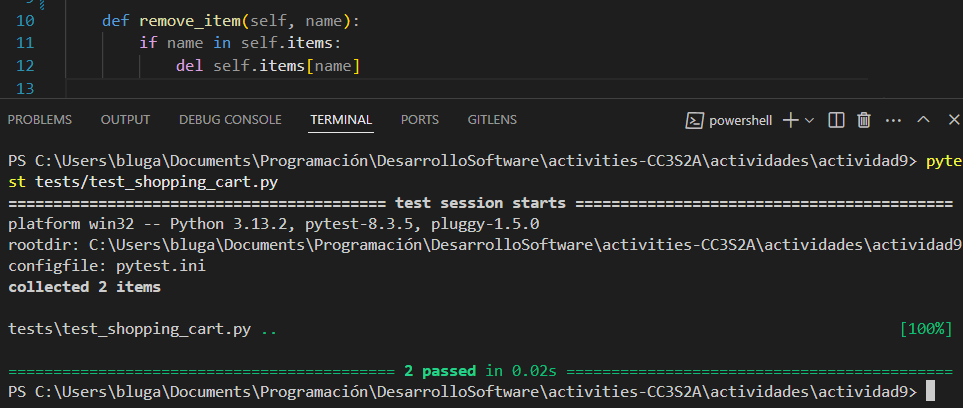 10 def remove_item(self, name):
11 if name in self.items:
12 del self.items[name]
13
PROBLEMS OUTPUT DEBUG CONSOLE TERMINAL PORTS GITLENS powershell
PS C:\Users\bluga\Documents\Programación\DesarrolloSoftware\activities-CC3S2A\actividades\actividad9> pyte
st tests/test_shopping_cart.py
========================================== test session starts ==========================================
platform win32 -- Python 3.13.2, pytest-8.3.5, pluggy-1.5.0
rootdir: C:\Users\bluga\Documents\Programación\DesarrolloSoftware\activities-CC3S2A\actividades\actividad9
configfile: pytest.ini
collected 2 items
tests\test_shopping_cart.py .. [100%]
=========================================== 2 passed in 0.02s ===========================================
PS C:\Users\bluga\Documents\Programación\DesarrolloSoftware\activities-CC3S2A\actividades\actividad9>